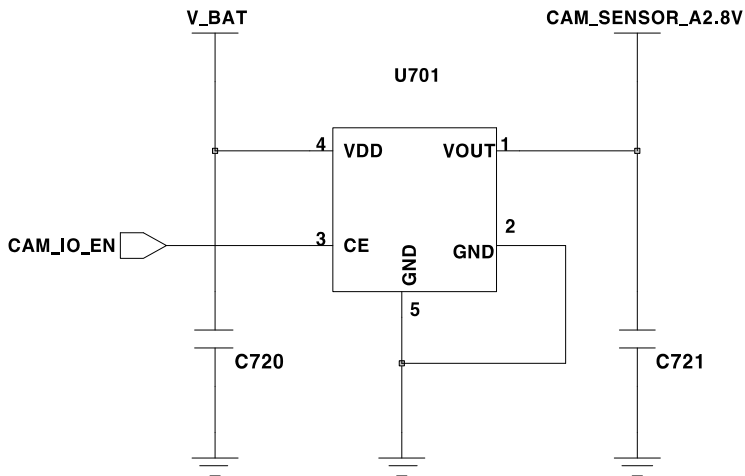 V_BAT
CAM_SENSOR_A2.8V
U701
4 VDD VOUT 1
CAM_IO_EN
3 CE GND 2
GND
5
C720
C721